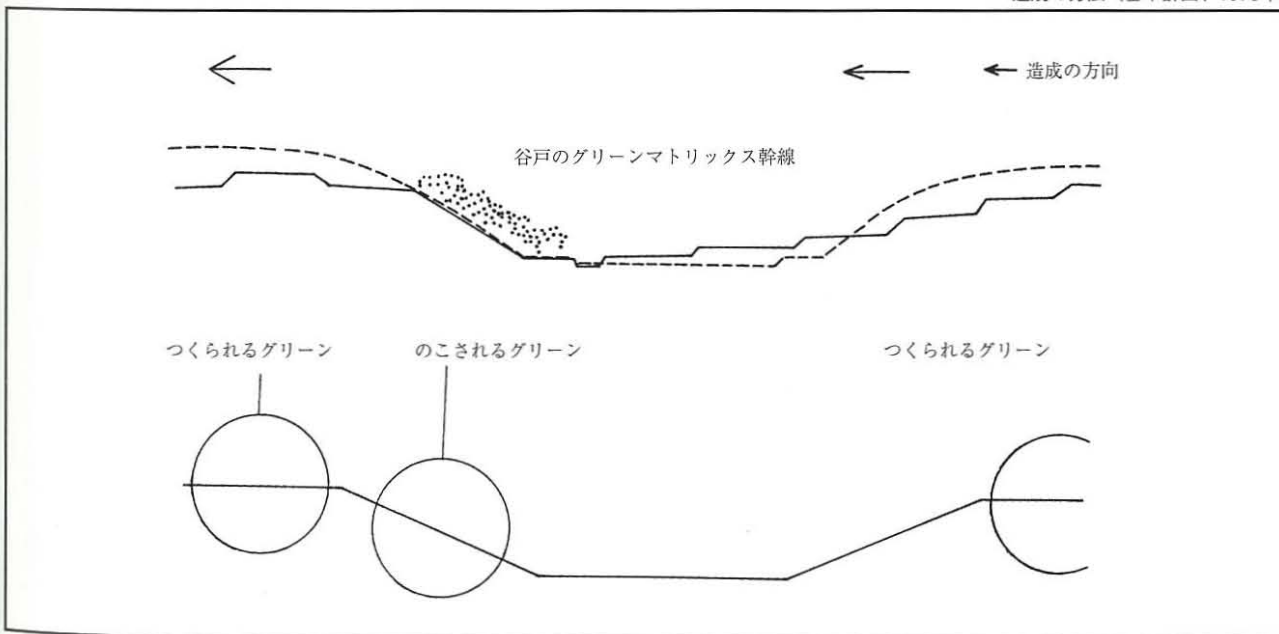 造成の方向
谷戸のグリーンマトリックス幹線
つくられるグリーン
のこされるグリーン
つくられるグリーン